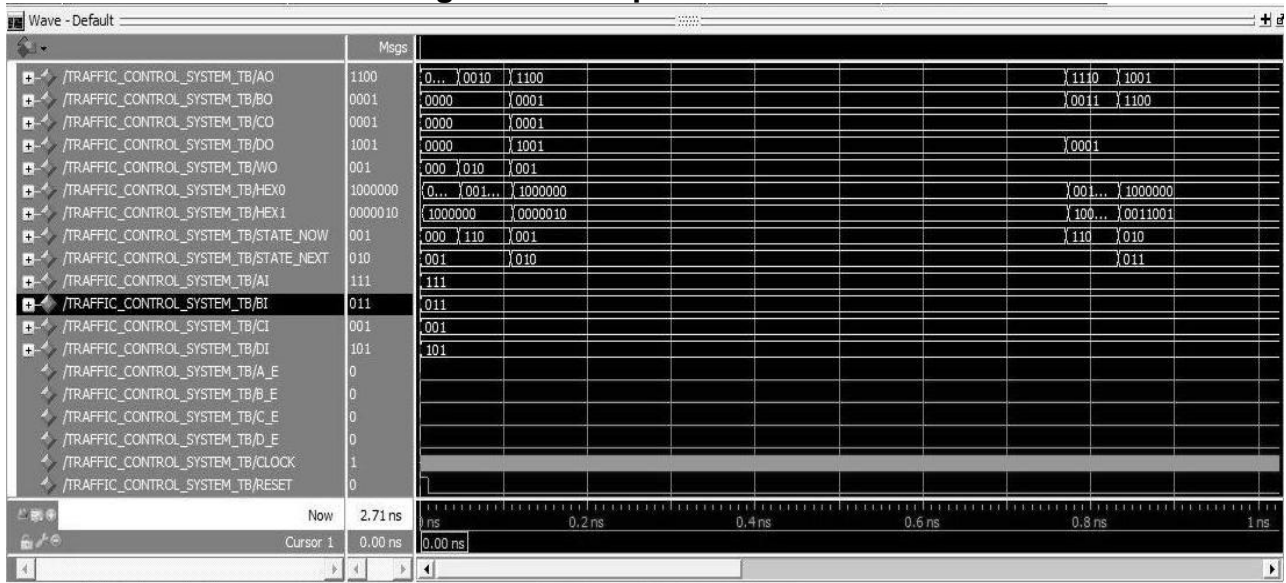 Wave - Default
Msgs
/TRAFFIC_CONTROL_SYSTEM_TB/AO 1100 0... 0010 1100 1110 1001
/TRAFFIC_CONTROL_SYSTEM_TB/BO 0001 0000 0001 0011 1100
/TRAFFIC_CONTROL_SYSTEM_TB/CO 0001 0000 0001
/TRAFFIC_CONTROL_SYSTEM_TB/DO 1001 0000 1001 0001
/TRAFFIC_CONTROL_SYSTEM_TB/WO 001 000 010 001
/TRAFFIC_CONTROL_SYSTEM_TB/HEX0 1000000 0... 001... 1000000 001... 1000000
/TRAFFIC_CONTROL_SYSTEM_TB/HEX1 0000010 1000000 0000010 100... 0011001
/TRAFFIC_CONTROL_SYSTEM_TB/STATE_NOW 001 000 110 001 110 010
/TRAFFIC_CONTROL_SYSTEM_TB/STATE_NEXT 010 001 010 011
/TRAFFIC_CONTROL_SYSTEM_TB/AI 111 111
/TRAFFIC_CONTROL_SYSTEM_TB/BI 011 011
/TRAFFIC_CONTROL_SYSTEM_TB/CI 001 001
/TRAFFIC_CONTROL_SYSTEM_TB/DI 101 101
/TRAFFIC_CONTROL_SYSTEM_TB/A_E 0
/TRAFFIC_CONTROL_SYSTEM_TB/B_E 0
/TRAFFIC_CONTROL_SYSTEM_TB/C_E 0
/TRAFFIC_CONTROL_SYSTEM_TB/D_E 0
/TRAFFIC_CONTROL_SYSTEM_TB/CLOCK 1
/TRAFFIC_CONTROL_SYSTEM_TB/RESET 0
Now 2.71 ns ns 0.2 ns 0.4 ns 0.6 ns 0.8 ns 1 ns
Cursor 1 0.00 ns 0.00 ns